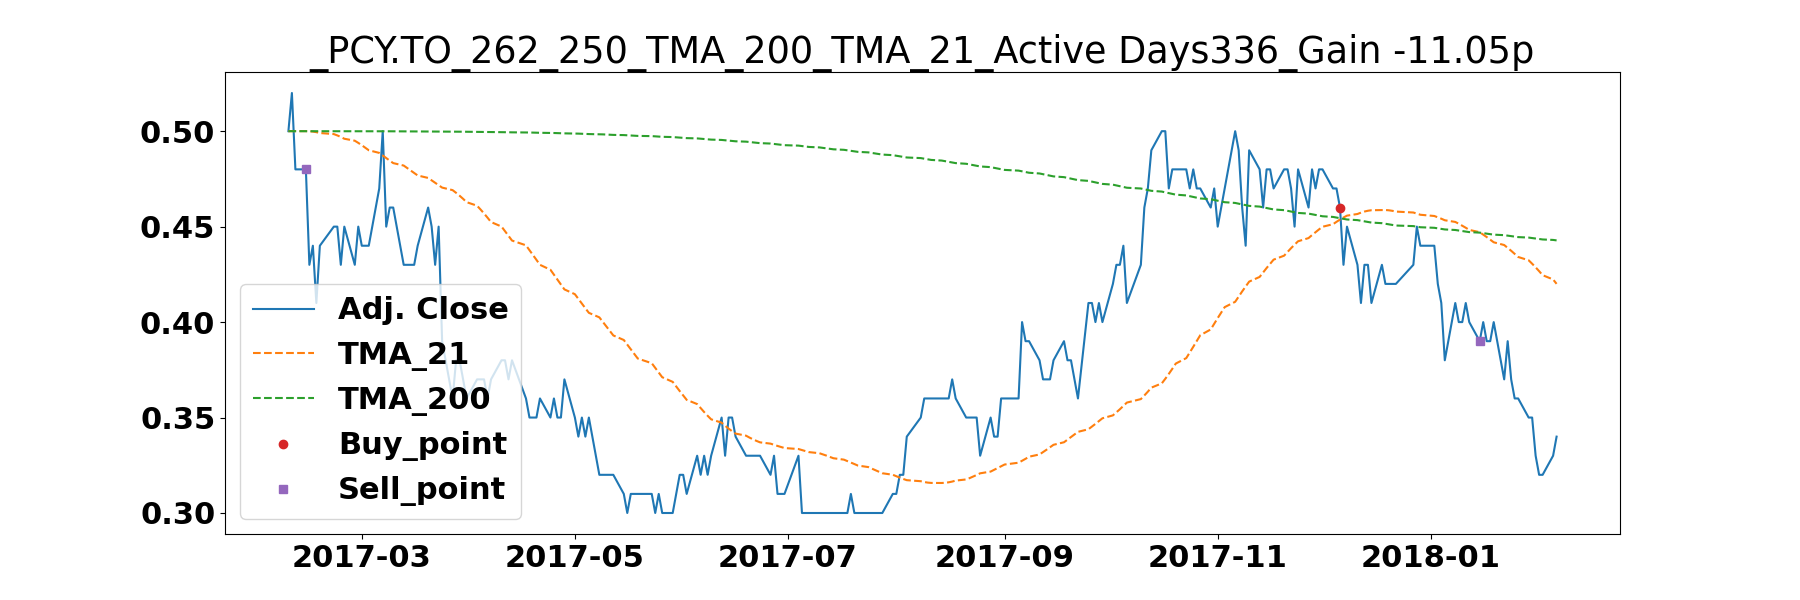 _PCY.TO_262_250_TMA_200_TMA_21_Active Days336_Gain -11.05p
0.50
0.45
0.40
0.35
0.30
Adj. Close
TMA_21
TMA_200
Buy_point
Sell_point
2017-03 2017-05 2017-07 2017-09 2017-11 2018-01